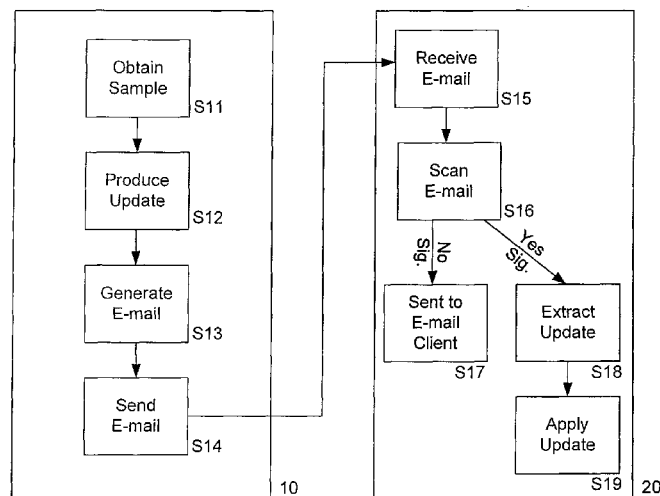 Obtain
Sample
S11
Produce
Update
S12
Generate
E-mail
S13
Send
E-mail
S14
10
Receive
E-mail
S15
Scan
E-mail
S16
No
Sig.
Yes
Sig.
Sent to
E-mail
Client
S17
Extract
Update
S18
Apply
Update
S19
20